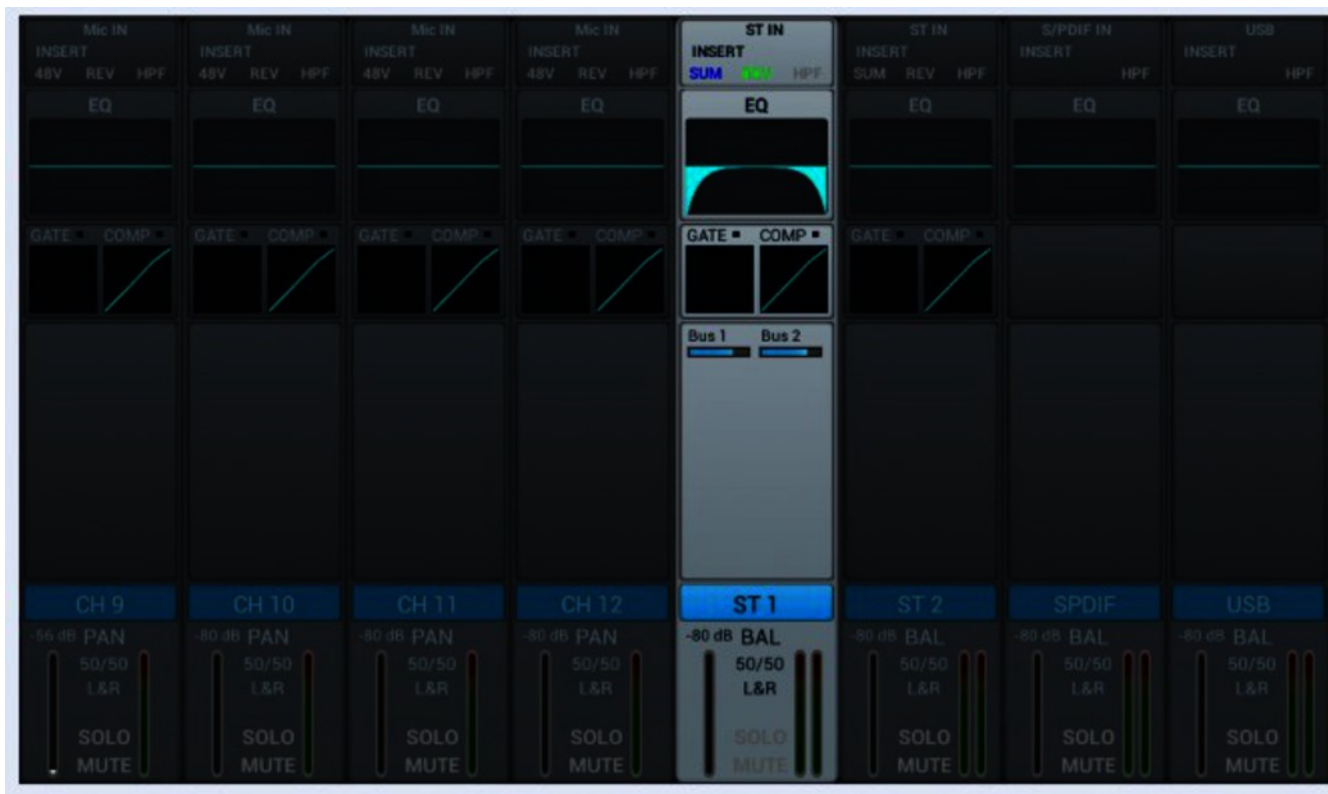 Mic IN Mic IN Mic IN Mic IN ST IN ST IN S/PDIF IN USB
INSERT INSERT INSERT INSERT INSERT INSERT INSERT INSERT
48V REV HPF 48V REV HPF 48V REV HPF 48V REV HPF SUM REV HPF SUM REV HPF HPF HPF
EQ EQ EQ EQ EQ EQ EQ EQ
GATE COMP GATE COMP GATE COMP GATE COMP GATE COMP GATE COMP
Bus 1 Bus 2
CH 9 CH 10 CH 11 CH 12 ST 1 ST 2 SPDIF USB
-56 dB PAN -80 dB PAN -80 dB PAN -80 dB PAN -80 dB BAL -80 dB BAL -80 dB BAL -80 dB BAL
50/50 50/50 50/50 50/50 50/50 50/50 50/50 50/50
L&R L&R L&R L&R L&R L&R L&R L&R
SOLO SOLO SOLO SOLO SOLO SOLO SOLO SOLO
MUTE MUTE MUTE MUTE MUTE MUTE MUTE MUTE